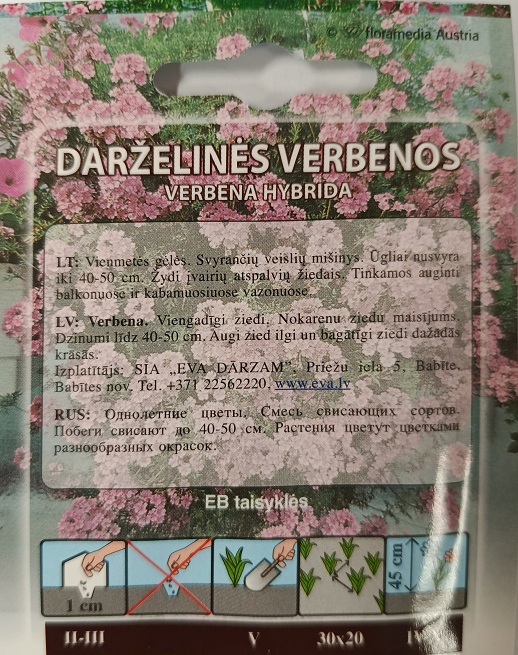 © floramedia Austria
DARŽELINĖS VERBENOS
VERBENA HYBRIDA
LT: Vienmetės gėlės. Svyrančių veislių mišinys. Ūgliai nusvyra
iki 40-50 cm. Žydi įvairių atspalvių žiedais. Tinkamos auginti
balkonuose ir kabamuosiuose vazonuose.
LV: Verbena. Viengadīgi ziedi. Nokarenu ziedu maisījums.
Dzinumi līdz 40-50 cm. Augi zied ilgi un bagātīgi ziedi dažādās
krāsās.
Izplatītājs: SIA „EVA DĀRZAM", Priežu iela 5, Babīte,
Babītes nov, Tel. +371 22562220, www.eva.lv
RUS: Однолетние цветы. Смесь свисающих сортов.
Побеги свисают до 40-50 см. Растения цветут цветками
разнообразных окрасок.
EB taisyklės
1 cm
45 cm
II-III V 30x20